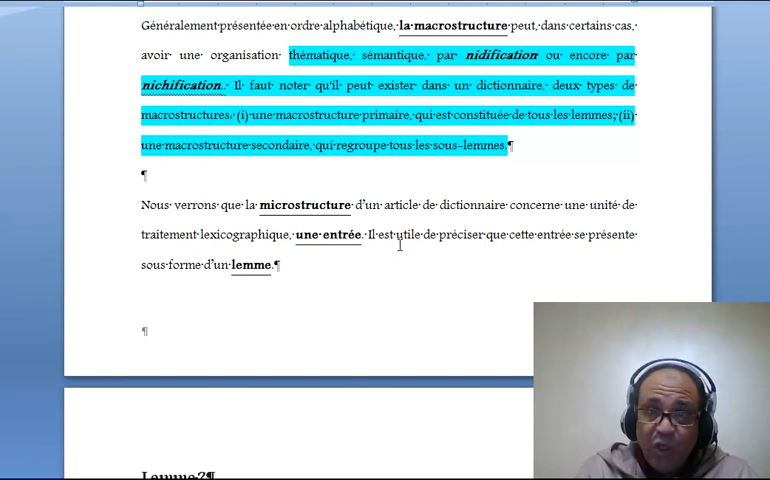 Généralement présentée en ordre alphabétique, la macrostructure peut, dans certains cas,
avoir une organisation thématique, sémantique, par nidification ou encore par
nichification. Il faut noter qu'il peut exister dans un dictionnaire, deux types de
macrostructures: (i) une macrostructure primaire, qui est constituée de tous les lemmes; (ii)
une macrostructure secondaire, qui regroupe tous les sous-lemmes.¶
¶
Nous verrons que la microstructure d'un article de dictionnaire concerne une unité de
traitement lexicographique, une entrée. Il est utile de préciser que cette entrée se présente
sous forme d'un lemme.¶
¶
Lemme ?¶